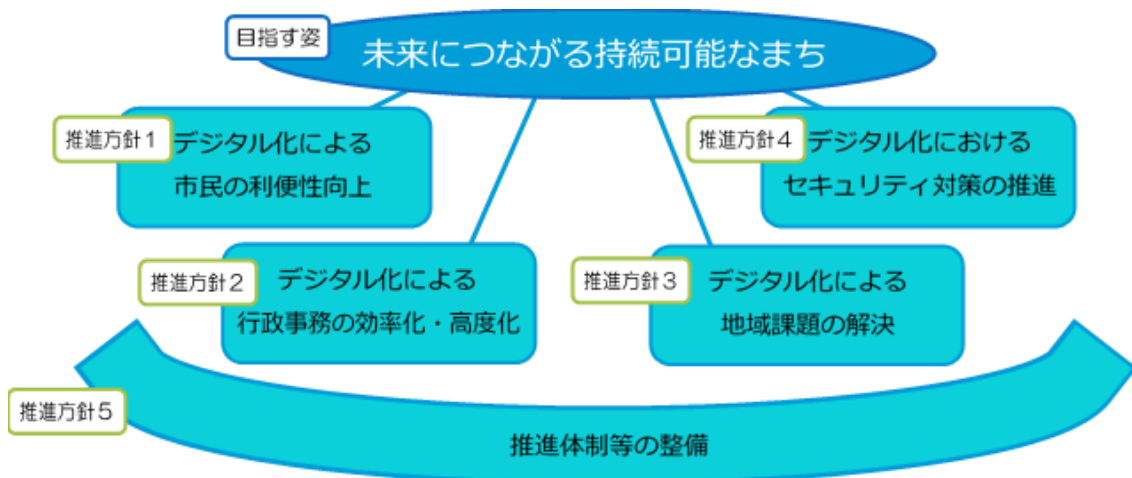 目指す姿
未来につながる持続可能なまち
推進方針1
デジタル化による
市民の利便性向上
推進方針2
デジタル化による
行政事務の効率化・高度化
推進方針3
デジタル化による
地域課題の解決
推進方針4
デジタル化における
セキュリティ対策の推進
推進方針5
推進体制等の整備